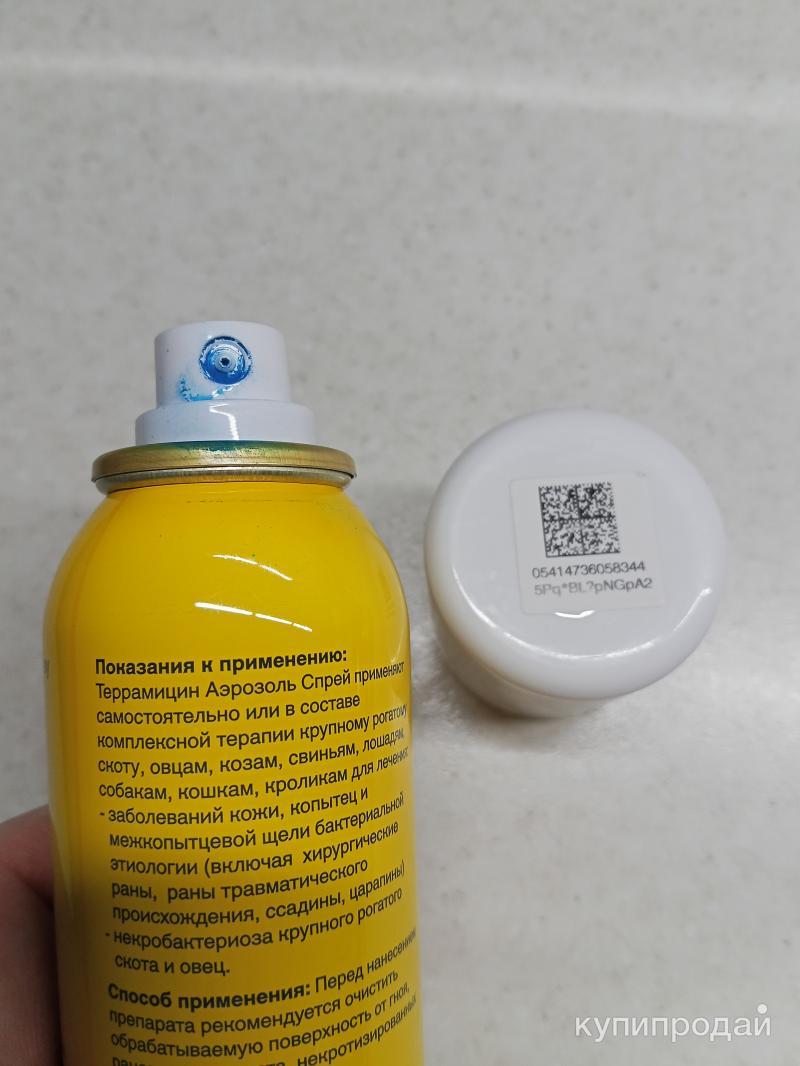 Показания к применению:
Террамицин Аэрозоль Спрей применяют
самостоятельно или в составе
комплексной терапии крупному рогатому
скоту, овцам, козам, свиньям, лошадям,
собакам, кошкам, кроликам для лечения:
- заболеваний кожи, копытец и
межкопытцевой щели бактериальной
этиологии (включая хирургические
раны, раны травматического
происхождения, ссадины, царапины)
- некробактериоза крупного рогатого
скота и овец.
Способ применения: Перед нанесением
препарата рекомендуется очистить
обрабатываемую поверхность от гноя,
некротизированных
05414736058344
5Pq*BL?pNGpA2
купипродай